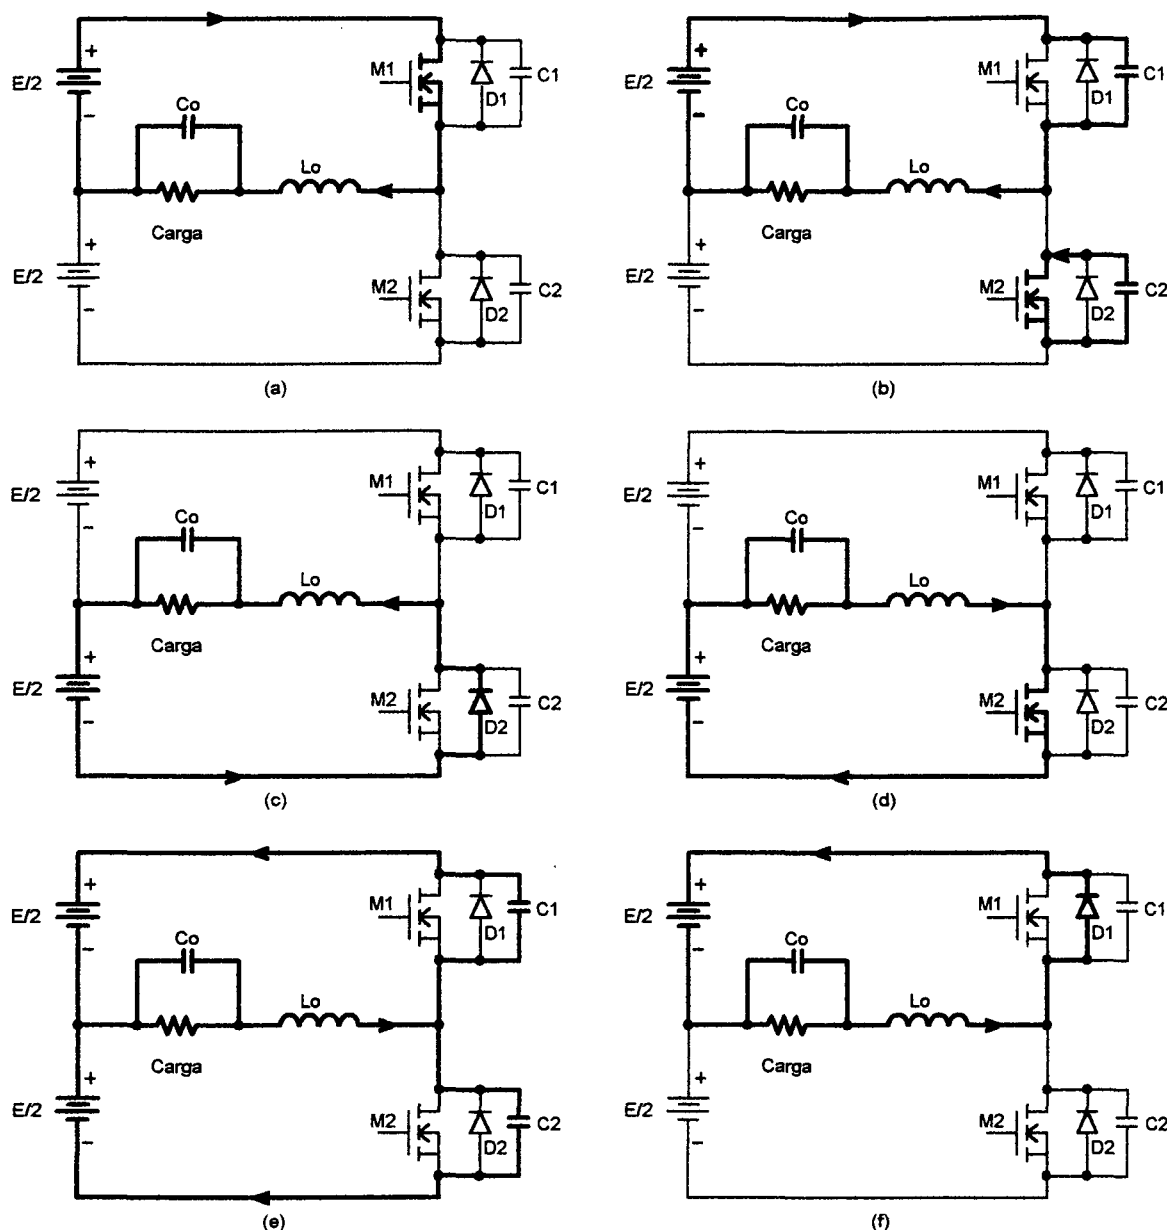 +
E/2
−
Co
Lo
Carga
M1
D1
C1
+
E/2
−
M2
D2
C2
(a)
+
E/2
−
Co
Lo
Carga
M1
D1
C1
+
E/2
−
M2
D2
C2
(b)
+
E/2
−
Co
Lo
Carga
M1
D1
C1
+
E/2
−
M2
D2
C2
(c)
+
E/2
−
Co
Lo
Carga
M1
D1
C1
+
E/2
−
M2
D2
C2
(d)
+
E/2
−
Co
Lo
Carga
M1
D1
C1
+
E/2
−
M2
D2
C2
(e)
+
E/2
−
Co
Lo
Carga
M1
D1
C1
+
E/2
−
M2
D2
C2
(f)